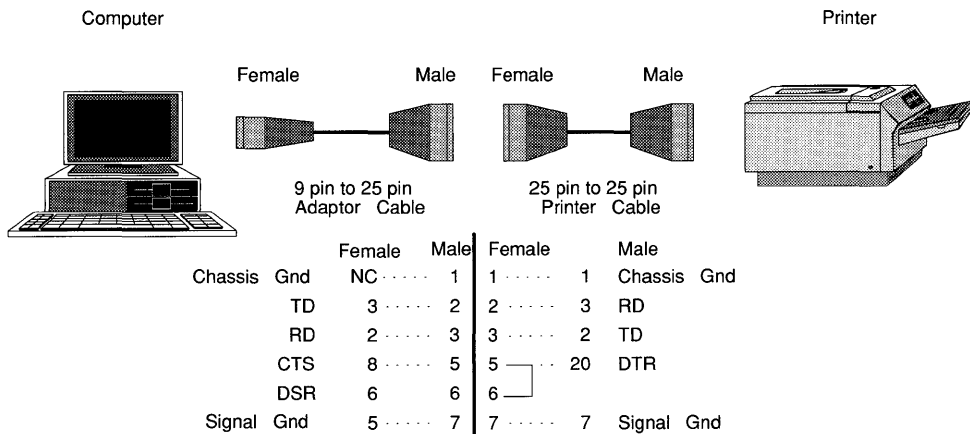 Computer Printer
Female Male Female Male
9 pin to 25 pin 25 pin to 25 pin
Adaptor Cable Printer Cable
Female Male Female Male
Chassis Gnd NC ····· 1 1 ····· 1 Chassis Gnd
TD 3 ····· 2 2 ····· 3 RD
RD 2 ····· 3 3 ····· 2 TD
CTS 8 ····· 5 5 ·· 20 DTR
DSR 6 6 6
Signal Gnd 5 ····· 7 7 ····· 7 Signal Gnd